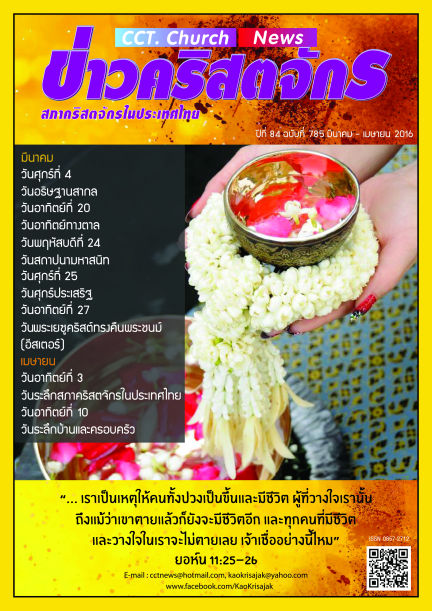 CCT. Church News
ข่าวคริสตจักร
สภาคริสตจักรในประเทศไทย
ปีที่ 84 ฉบับที่ 785 มีนาคม - เมษายน 2016
มีนาคม
วันศุกร์ที่ 4
วันอธิษฐานสากล
วันอาทิตย์ที่ 20
วันอาทิตย์ทางตาล
วันพฤหัสบดีที่ 24
วันสถาปนามหาสนิท
วันศุกร์ที่ 25
วันศุกร์ประเสริฐ
วันอาทิตย์ที่ 27
วันพระเยซูคริสต์ทรงคืนพระชนม์
(อีสเตอร์)
เมษายน
วันอาทิตย์ที่ 3
วันระลึกสภาคริสตจักรในประเทศไทย
วันอาทิตย์ที่ 10
วันระลึกบ้านและครอบครัว
“... เราเป็นเหตุให้คนทั้งปวงเป็นขึ้นและมีชีวิต ผู้ที่วางใจเรานั้น
ถึงแม้ว่าเขาตายแล้วก็ยังจะมีชีวิตอีก และทุกคนที่มีชีวิต
และวางใจในเราจะไม่ตายเลย เจ้าเชื่ออย่างนี้ไหม”
ยอห์น 11:25-26
ISSN 0857-2712
E-mail : cctnews@hotmail.com, kaokrisajak@yahoo.com
www.facebook.com/KaoKrisajak